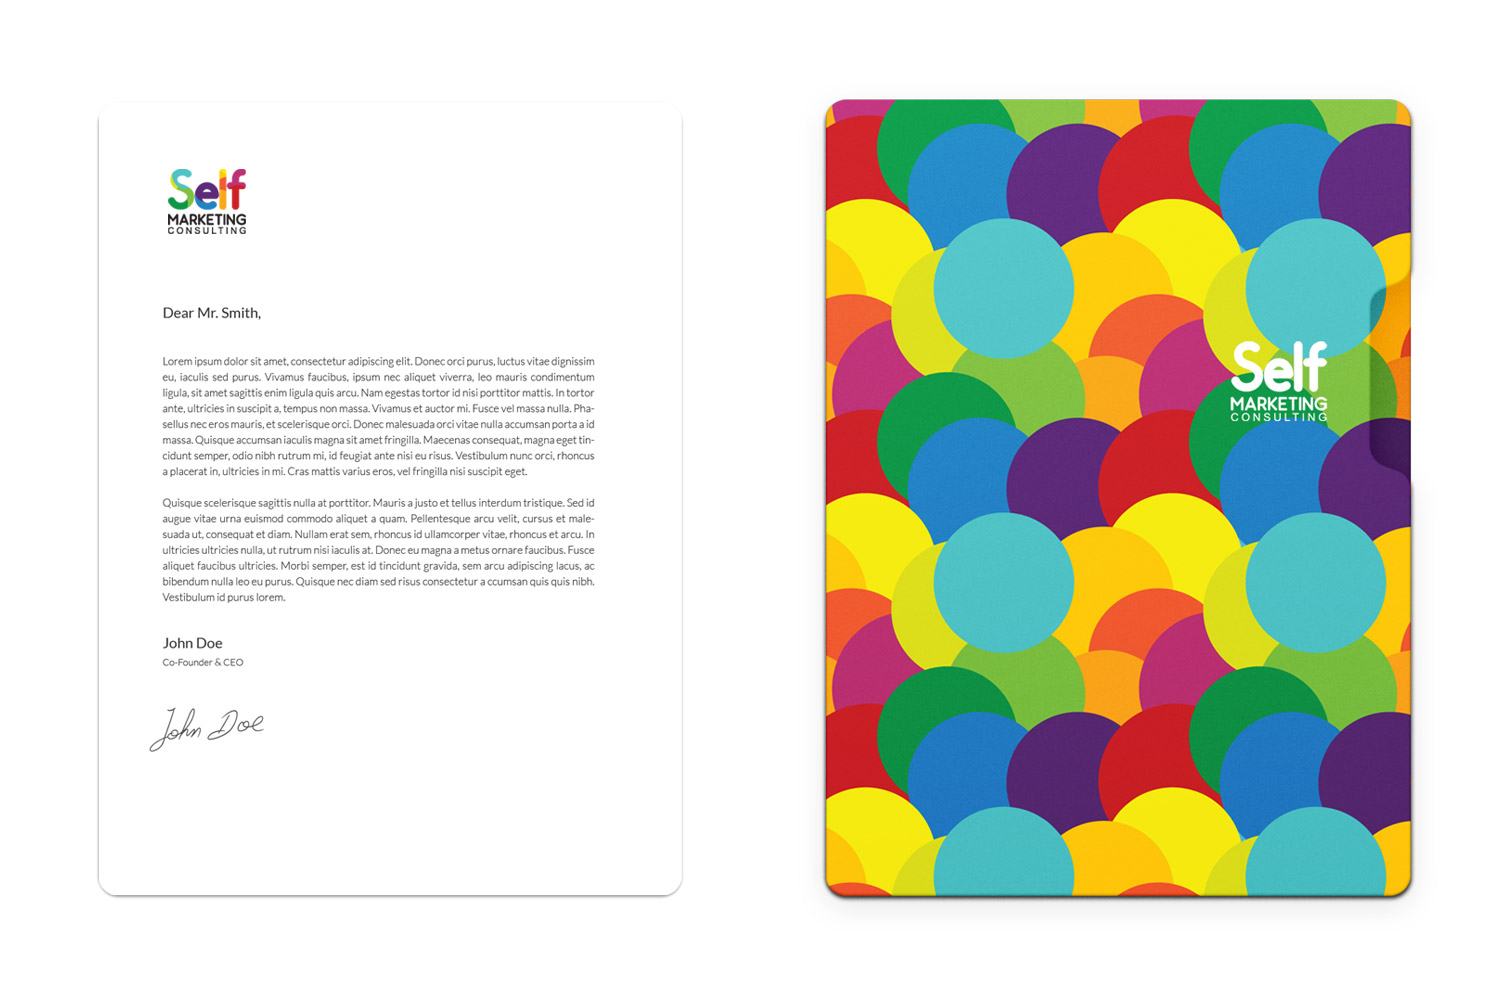 Self
MARKETING
CONSULTING
Dear Mr. Smith,
Lorem ipsum dolor sit amet, consectetur adipiscing elit. Donec orci purus, luctus vitae dignissim
eu, iaculis sed purus. Vivamus faucibus, ipsum nec aliquet viverra, leo mauris condimentum
ligula, sit amet sagittis enim ligula quis arcu. Nam egestas tortor id nisi porttitor mattis. In tortor
ante, ultricies in suscipit a, tempus non massa. Vivamus et auctor mi. Fusce vel massa nulla. Pha-
sellus nec eros mauris, et scelerisque orci. Donec malesuada orci vitae nulla accumsan porta a id
massa. Quisque accumsan iaculis magna sit amet fringilla. Maecenas consequat, magna eget tin-
cidunt semper, odio nibh rutrum mi, id feugiat ante nisi eu risus. Vestibulum nunc orci, rhoncus
a placerat in, ultricies in mi. Cras mattis varius eros, vel fringilla nisi suscipit eget.
Quisque scelerisque sagittis nulla at porttitor. Mauris a justo et tellus interdum tristique. Sed id
augue vitae urna euismod commodo aliquet a quam. Pellentesque arcu velit, cursus et male-
suada ut, consequat et diam. Nullam erat sem, rhoncus id ullamcorper vitae, rhoncus et arcu. In
ultricies ultricies nulla, ut rutrum nisi iaculis at. Donec eu magna a metus ornare faucibus. Fusce
aliquet faucibus ultricies. Morbi semper, est id tincidunt gravida, sem arcu adipiscing lacus, ac
bibendum nulla leo eu purus. Quisque nec diam sed risus consectetur a ccumsan quis quis nibh.
Vestibulum id purus lorem.
John Doe
Co-Founder & CEO
John Doe
Self
MARKETING
CONSULTING